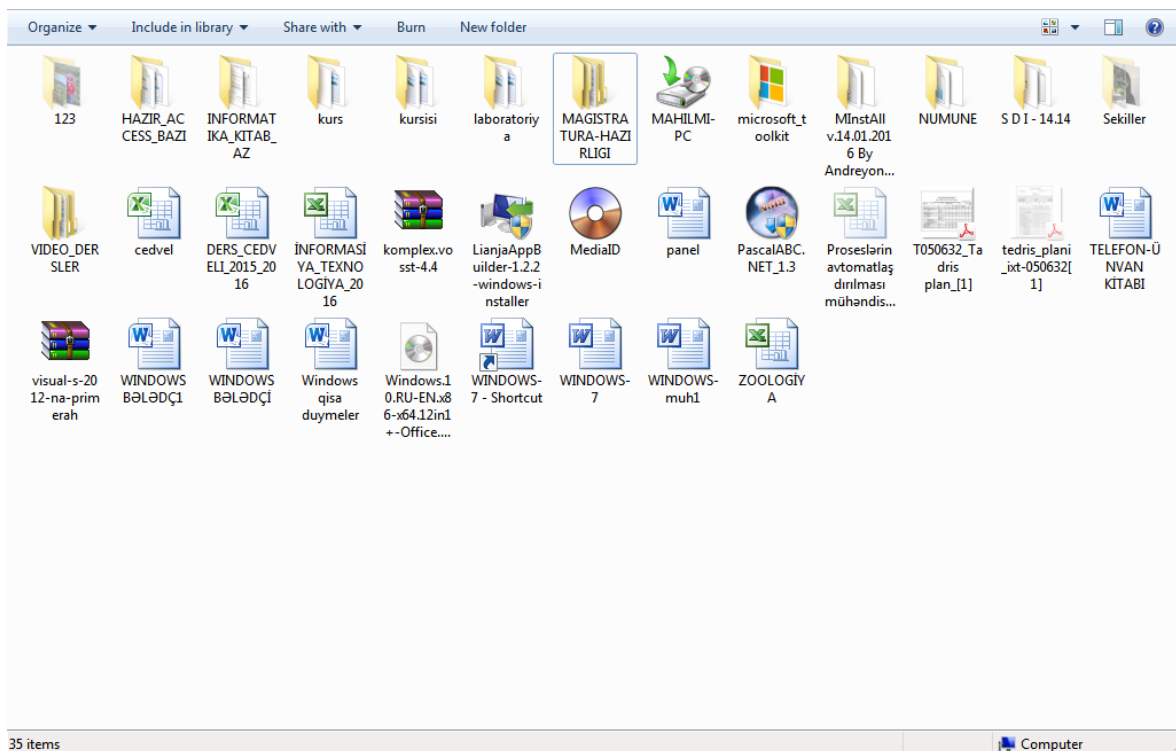 Organize Include in library Share with Burn New folder
123
HAZIR_AC
CESS_BAZI
INFORMAT
IKA_KITAB_
AZ
kurs
kursisi
laboratoriy
a
MAGISTRA
TURA-HAZI
RLIGI
MAHILMI-
PC
microsoft_t
oolkit
MInstAll
v.14.01.201
6 By
Andreyon...
NUMUNE
S D I - 14.14
Sekiller
VIDEO_DER
SLER
cedvel
DERS_CEDV
ELI_2015_20
16
İNFORMASİ
YA_TEXNO
LOGİYA_20
16
komplex.vo
sst-4.4
LianjaAppB
uilder-1.2.2
-windows-i
nstaller
MediaID
panel
PascalABC.
NET_1.3
Proseslərin
avtomatlaş
dırılması
mühəndis...
T050632_Ta
dris
plan_[1]
tedris_plani
_ixt-050632[
1]
TELEFON-Ü
NVAN
KİTABI
visual-s-20
12-na-prim
erah
WINDOWS
BƏLƏDÇ1
WINDOWS
BƏLƏDÇİ
Windows
qisa
duymeler
Windows.1
0.RU-EN.x8
6-x64.12in1
+-Office....
WINDOWS-
7 - Shortcut
WINDOWS-
7
WINDOWS-
muh1
ZOOLOGİY
A
35 items
Computer